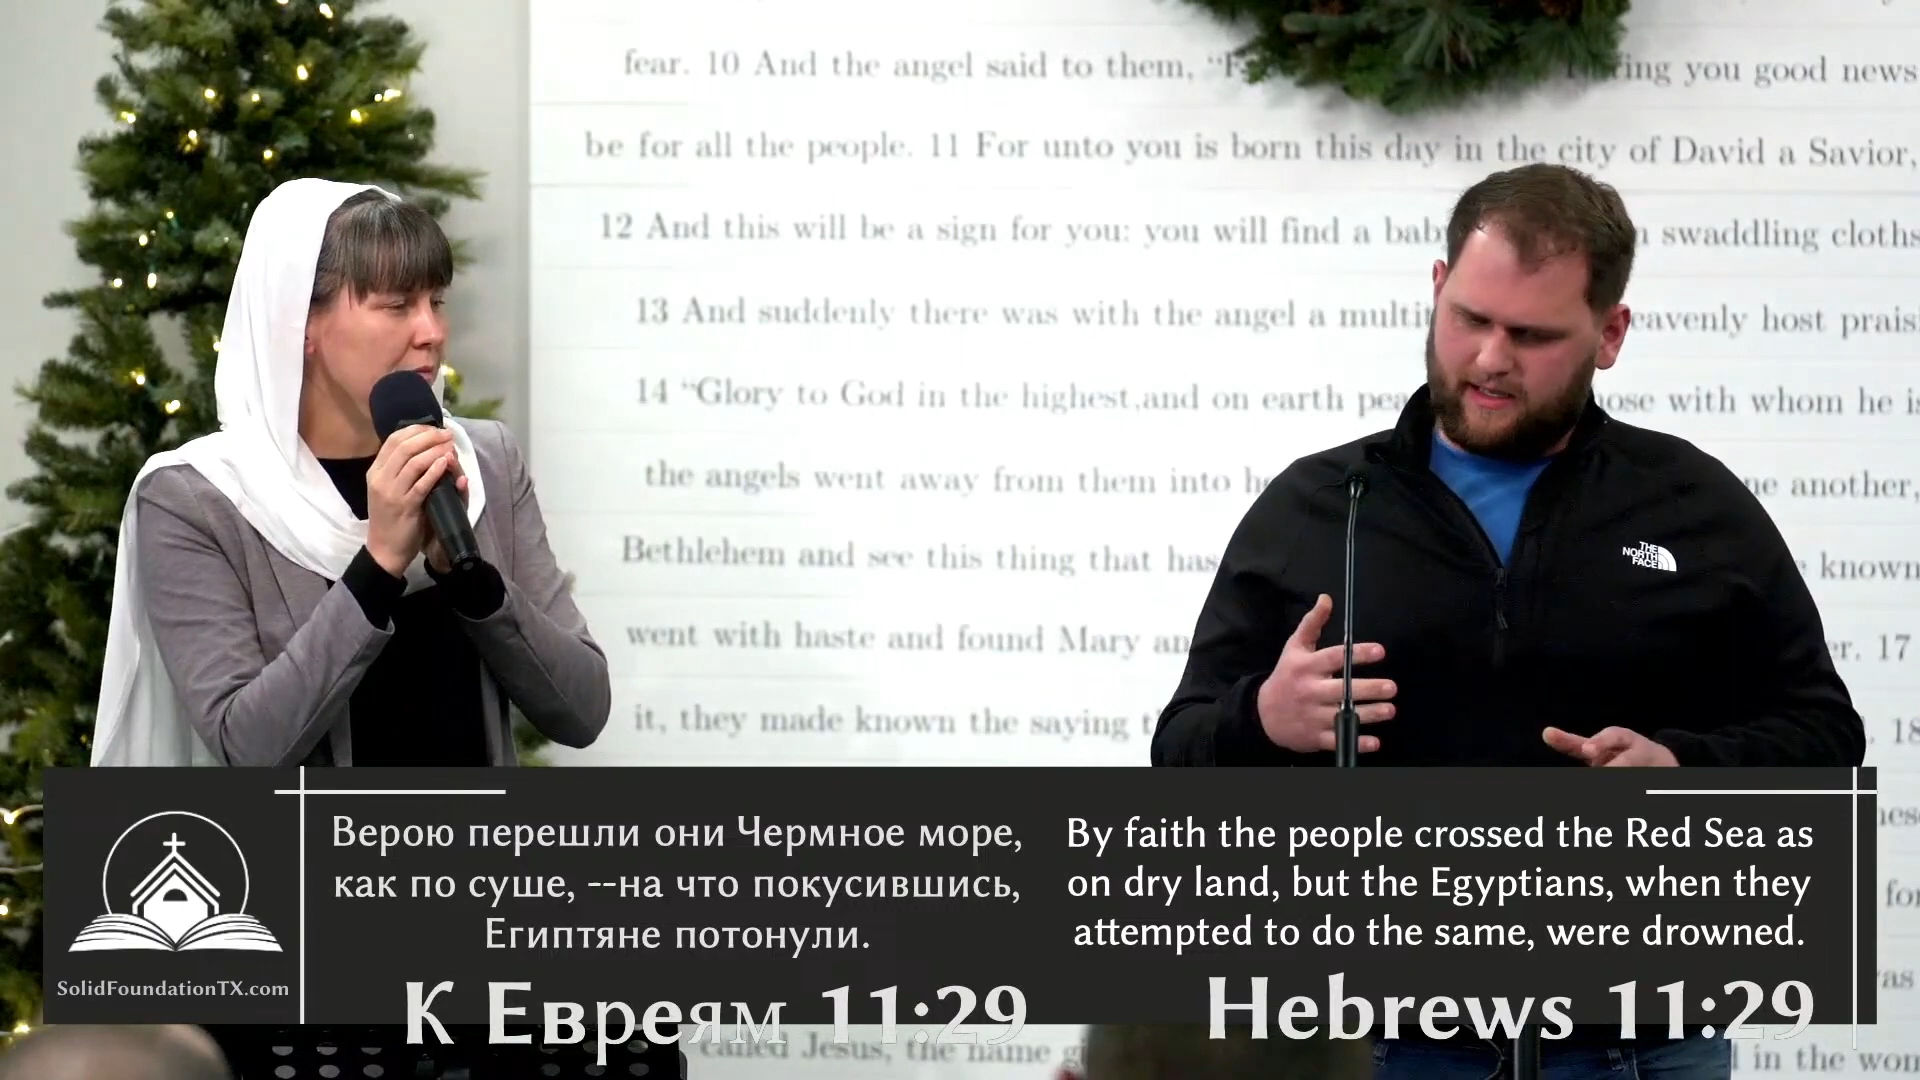 fear. 10 And the angel said to them, you good news
be for all the people. 11 For unto you is born this day in the city of David a Savior,
12 And this will be a sign for you: you will find a swaddling cloths
13 And suddenly there was with the angel a host
14 “Glory to God in the highest,and on earth with whom he is
the angels went away from them into another,
Bethlehem and see this thing that has known
went with haste and found Mary 17
it, they made known the saying 18
THE
NORTH
FACE
Верою перешли они Чермное море,
как по суше, --на что покусившись,
Египтяне потонули.
К Евреям 11:29
By faith the people crossed the Red Sea as
on dry land, but the Egyptians, when they
attempted to do the same, were drowned.
Hebrews 11:29
SolidFoundationTX.com
called Jesus, the name in the